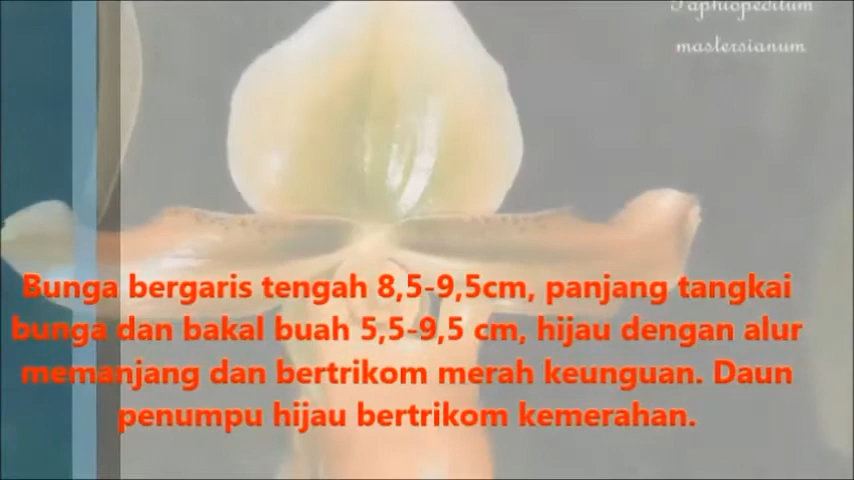 Paphiopedilum
mastersianum
Bunga bergaris tengah 8,5-9,5cm, panjang tangkai
bunga dan bakal buah 5,5-9,5 cm, hijau dengan alur
memanjang dan bertrikom merah keunguan. Daun
penumpu hijau bertrikom kemerahan.